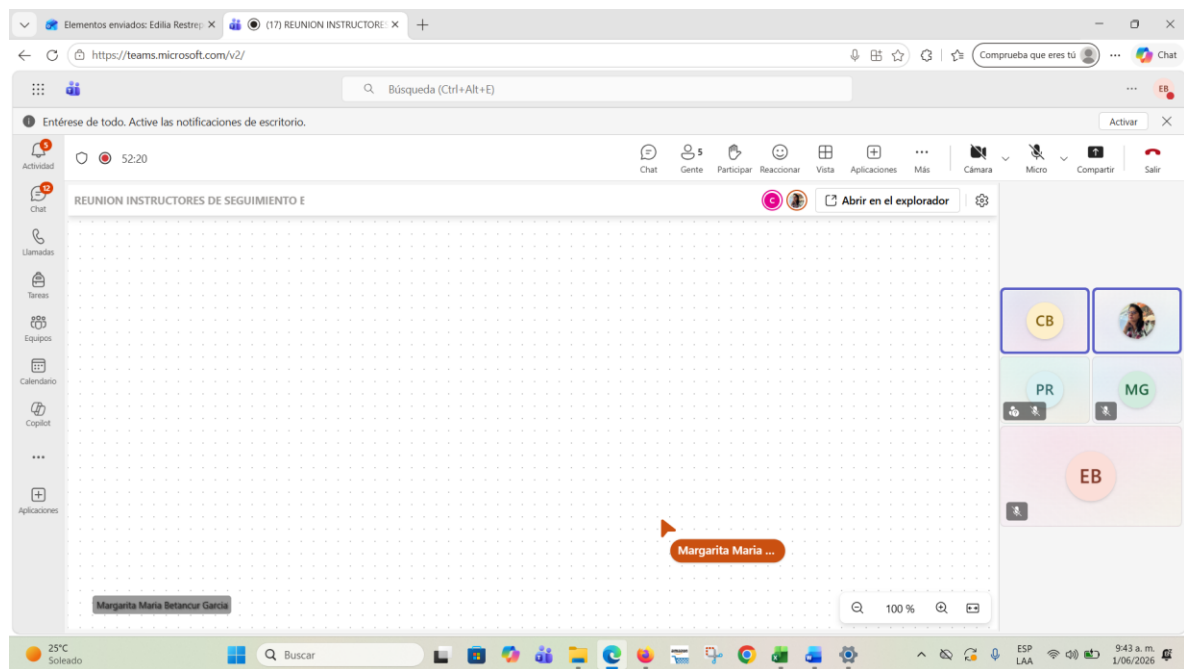 Elementos enviados: Edilia Restrep
(17) REUNION INSTRUCTORES
https://teams.microsoft.com/v2/
Comprueba que eres tú
Chat
Búsqueda (Ctrl+Alt+E)
EB
Entérese de todo. Active las notificaciones de escritorio.
Activar
5
Actividad
52:20
Chat
5
Gente
Participar
Reaccionar
Vista
Aplicaciones
Más
Cámara
Micro
Compartir
Salir
12
Chat
REUNION INSTRUCTORES DE SEGUIMIENTO E
C
Abrir en el explorador
Llamadas
Tareas
Equipos
Calendario
Copilot
Aplicaciones
CB
PR
MG
EB
Margarita Maria ...
Margarita Maria Betancur Garcia
100 %
25°C
Soleado
Buscar
ESP
LAA
9:43 a. m.
1/06/2026